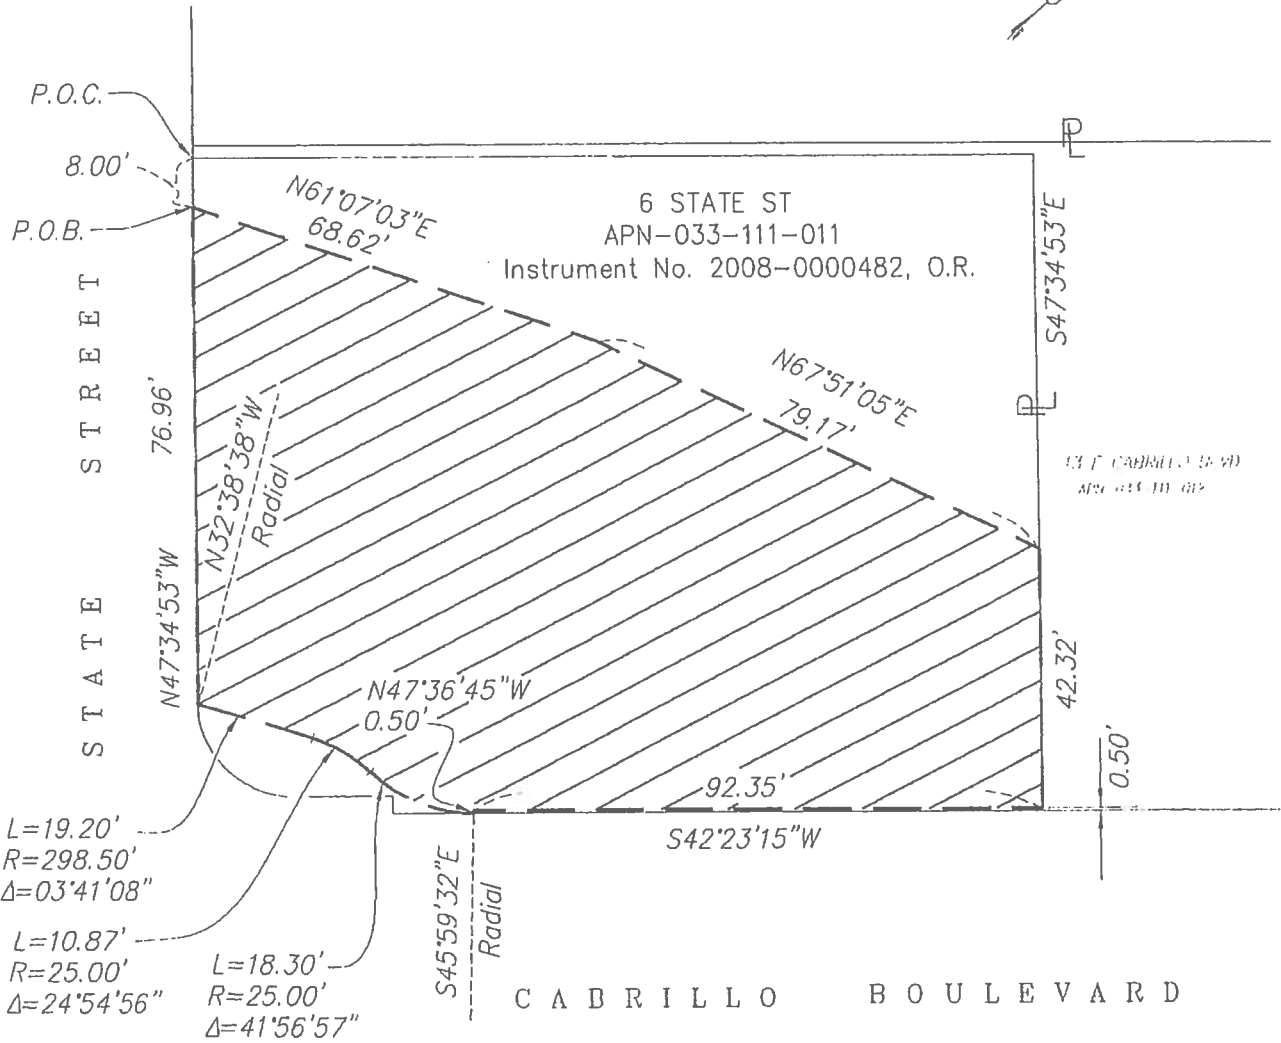 P.O.C.
8.00'
P.O.B.
N61°07'03"E
68.62'
6 STATE ST
APN-033-111-011
Instrument No. 2008-0000482, O.R.
S47°34'53"E
N67°51'05"E
79.17'
STATE STREET
76.96'
N47°34'53"W
N32°38'38"W
Radial
PL
PL
N47°36'45"W
0.50'
42.32'
0.50'
92.35'
S42°23'15"W
L=19.20'
R=298.50'
Δ=03°41'08"
L=10.87'
R=25.00'
Δ=24°54'56"
L=18.30'
R=25.00'
Δ=41°56'57"
S45°59'32"E
Radial
CABRILLO BOULEVARD